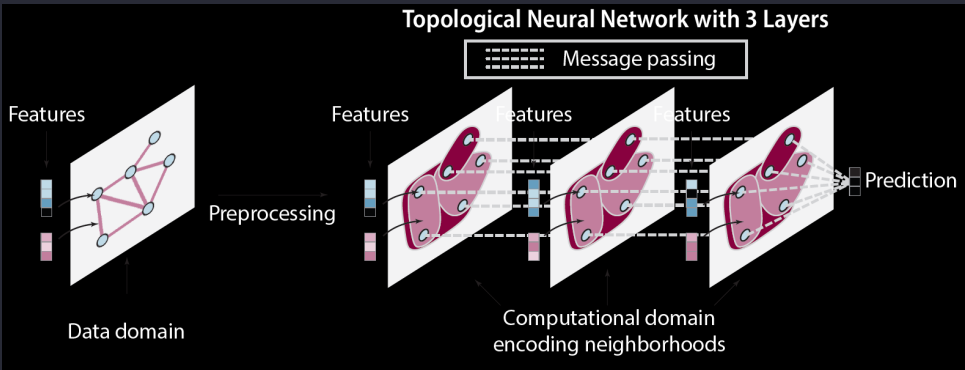 Topological Neural Network with 3 Layers
Message passing
Features
Features
Features
Features
Preprocessing
Prediction
Data domain
Computational domain
encoding neighborhoods